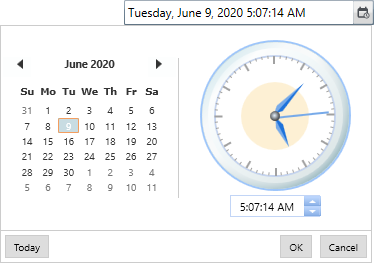 Tuesday, June 9, 2020 5:07:14 AM
June 2020
Su Mo Tu We Th Fr Sa
31 1 2 3 4 5 6
7 8 9 10 11 12 13
14 15 16 17 18 19 20
21 22 23 24 25 26 27
28 29 30 1 2 3 4
5 6 7 8 9 10 11
5:07:14 AM
Today OK Cancel